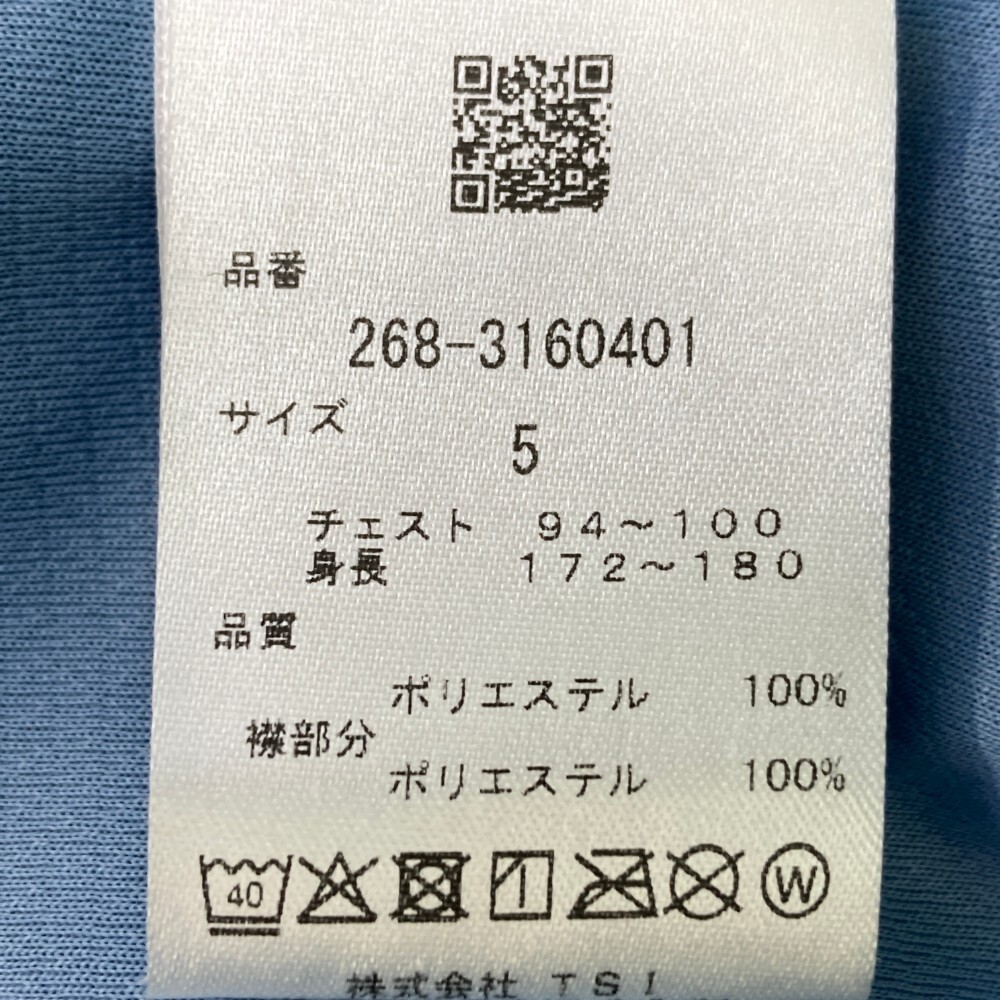 品番
268-3160401
サイズ
5
チェスト 94～100
身長 172～180
品質
ポリエステル 100%
襟部分
ポリエステル 100%
40
W
株式会社 TSI